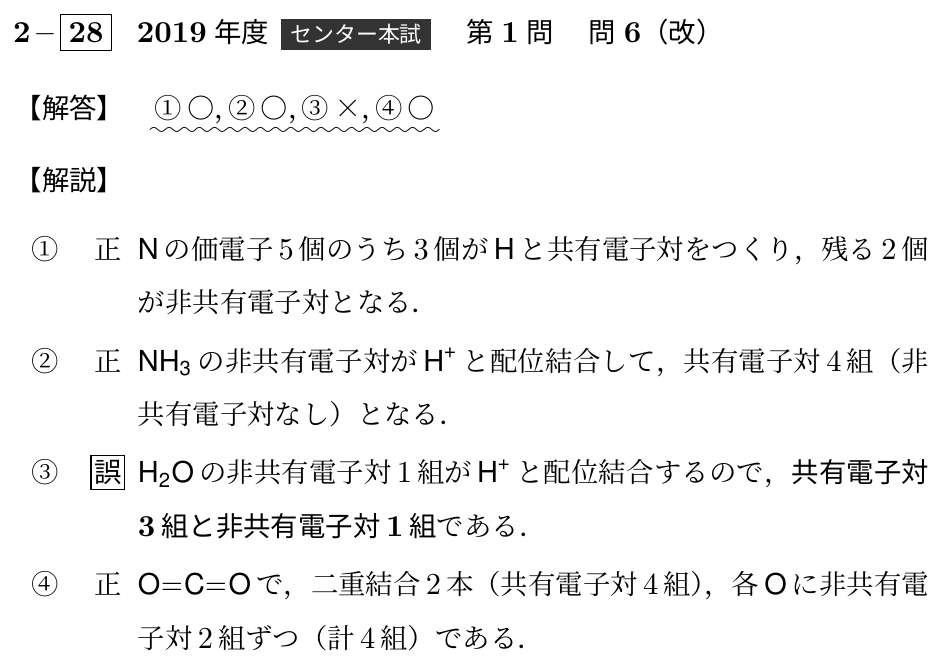 2－28 2019 年度 センター本試 第 1 問 問 6（改）
【解答】 ①○, ②○, ③×, ④○
【解説】
① 正 Nの価電子5個のうち3個がHと共有電子対をつくり，残る2個
が非共有電子対となる．
② 正 NH₃の非共有電子対がH⁺と配位結合して，共有電子対4組（非
共有電子対なし）となる．
③ 誤 H₂Oの非共有電子対1組がH⁺と配位結合するので，共有電子対
3組と非共有電子対1組である．
④ 正 O=C=Oで，二重結合2本（共有電子対4組），各Oに非共有電
子対2組ずつ（計4組）である．